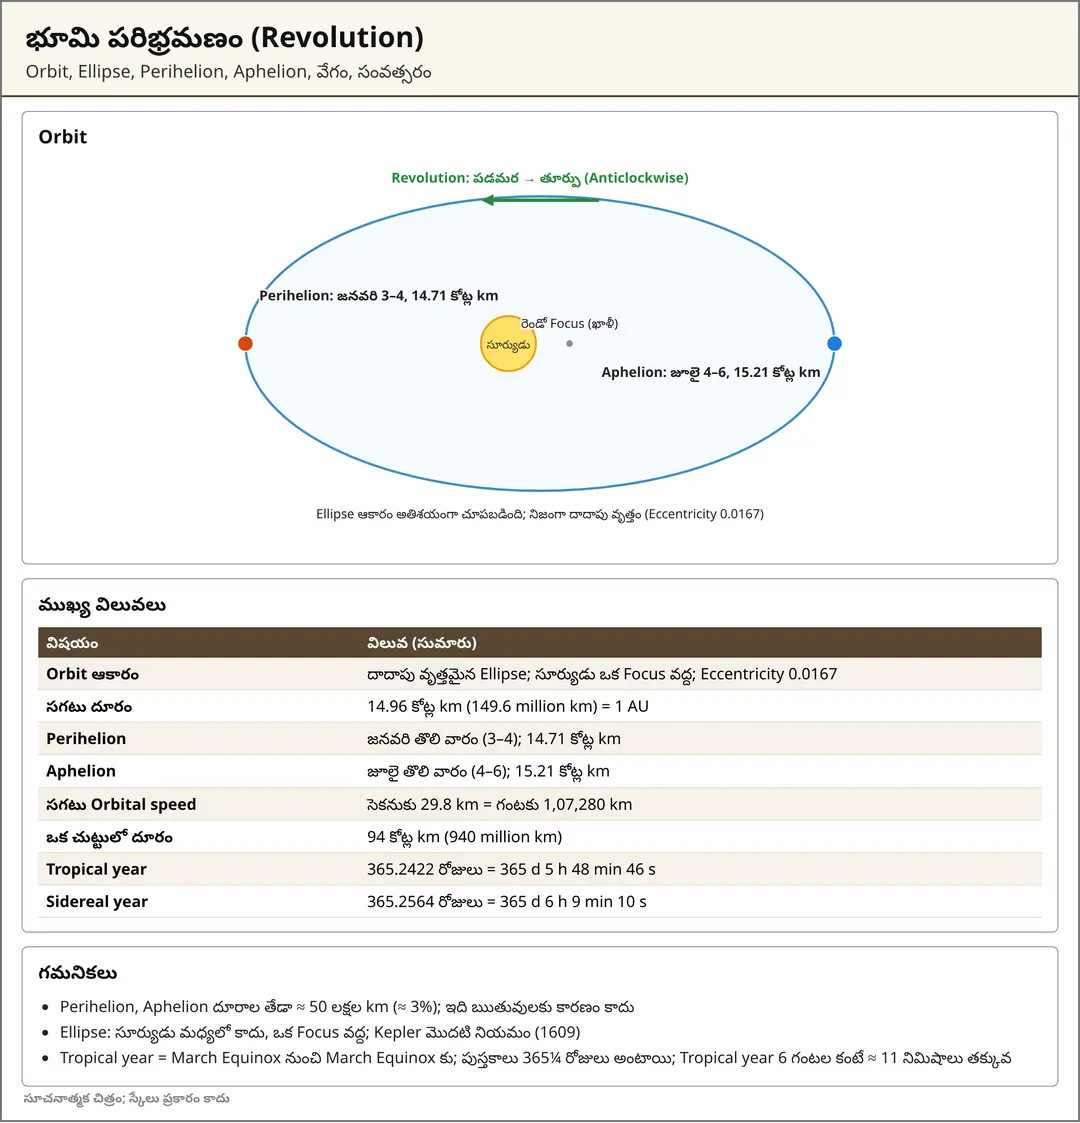 భూమి పరిభ్రమణం (Revolution)
Orbit, Ellipse, Perihelion, Aphelion, వేగం, సంవత్సరం
Orbit
Revolution: పడమర → తూర్పు (Anticlockwise)
Perihelion: జనవరి 3–4, 14.71 కోట్ల km
రెండో Focus (ఖాళీ)
సూర్యుడు
Aphelion: జూలై 4–6, 15.21 కోట్ల km
Ellipse ఆకారం అతిశయంగా చూపబడింది; నిజంగా దాదాపు వృత్తం (Eccentricity 0.0167)
ముఖ్య విలువలు
విషయం విలువ (సుమారు)
Orbit ఆకారం దాదాపు వృత్తమైన Ellipse; సూర్యుడు ఒక Focus వద్ద; Eccentricity 0.0167
సగటు దూరం 14.96 కోట్ల km (149.6 million km) = 1 AU
Perihelion జనవరి తొలి వారం (3–4); 14.71 కోట్ల km
Aphelion జూలై తొలి వారం (4–6); 15.21 కోట్ల km
సగటు Orbital speed సెకనుకు 29.8 km = గంటకు 1,07,280 km
ఒక చుట్టులో దూరం 94 కోట్ల km (940 million km)
Tropical year 365.2422 రోజులు = 365 d 5 h 48 min 46 s
Sidereal year 365.2564 రోజులు = 365 d 6 h 9 min 10 s
గమనికలు
• Perihelion, Aphelion దూరాల తేడా ≈ 50 లక్షల km (≈ 3%); ఇది ఋతువులకు కారణం కాదు
• Ellipse: సూర్యుడు మధ్యలో కాదు, ఒక Focus వద్ద; Kepler మొదటి నియమం (1609)
• Tropical year = March Equinox నుంచి March Equinox కు; పుస్తకాలు 365¼ రోజులు అంటాయి; Tropical year 6 గంటల కంటే ≈ 11 నిమిషాలు తక్కువ
సూచనాత్మక చిత్రం; స్కేలు ప్రకారం కాదు